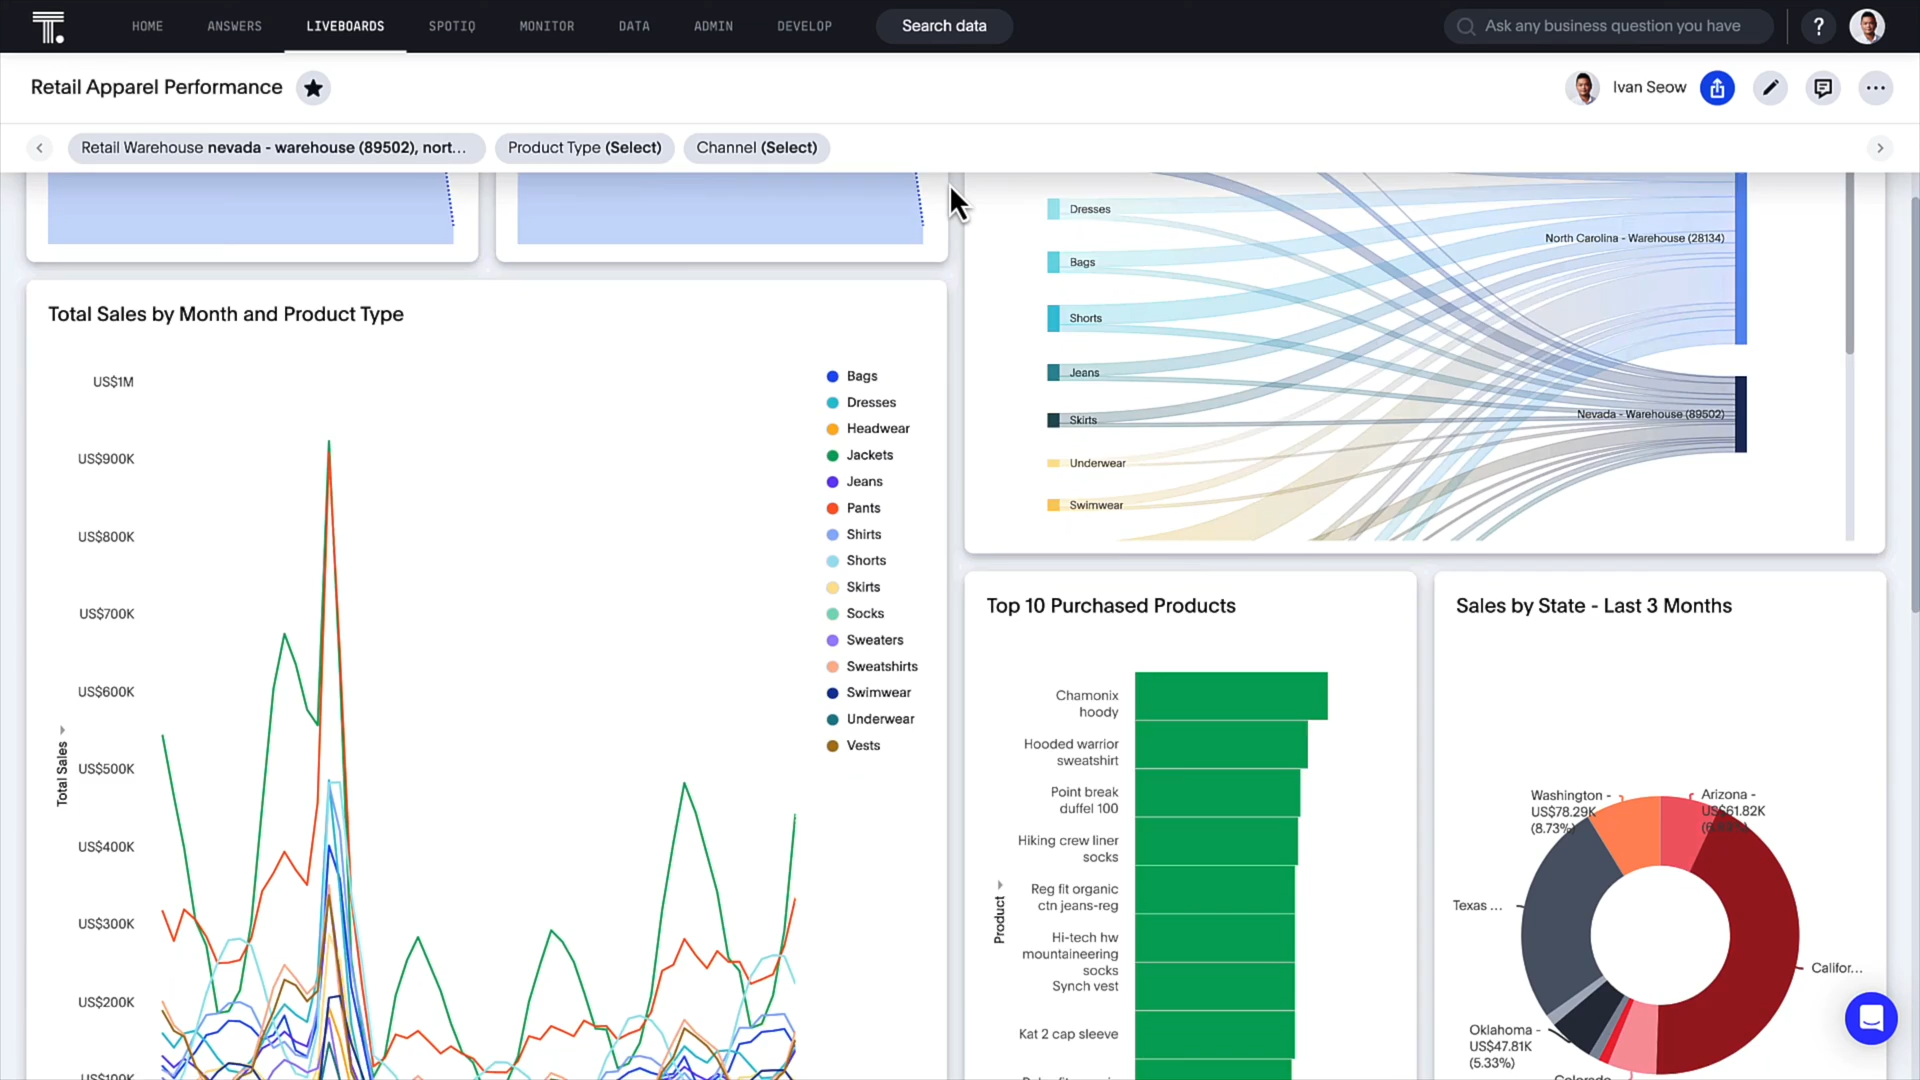 HOME ANSWERS LIVEBOARDS SPOTIQ MONITOR DATA ADMIN DEVELOP Search data Ask any business question you have ?
Retail Apparel Performance
Ivan Seow
Retail Warehouse nevada - warehouse (89502), nort...
Product Type (Select)
Channel (Select)
Total Sales by Month and Product Type
US$1M
US$900K
US$800K
US$700K
US$600K
US$500K
US$400K
US$300K
US$200K
US$100K
Total Sales
Bags
Dresses
Headwear
Jackets
Jeans
Pants
Shirts
Shorts
Skirts
Socks
Sweaters
Sweatshirts
Swimwear
Underwear
Vests
Dresses
Bags
Shorts
Jeans
Skirts
Underwear
Swimwear
North Carolina - Warehouse (28134)
Nevada - Warehouse (89502)
Top 10 Purchased Products
Product
Chamonix
hoody
Hooded warrior
sweatshirt
Point break
duffel 100
Hiking crew liner
socks
Reg fit organic
ctn jeans-reg
Hi-tech hw
mountaineering
socks
Synch vest
Kat 2 cap sleeve
Sales by State - Last 3 Months
Washington -
US$78.29K
(8.73%)
Arizona -
US$61.82K
Texas ...
Califor...
Oklahoma -
US$47.81K
(5.33%)
Colorado